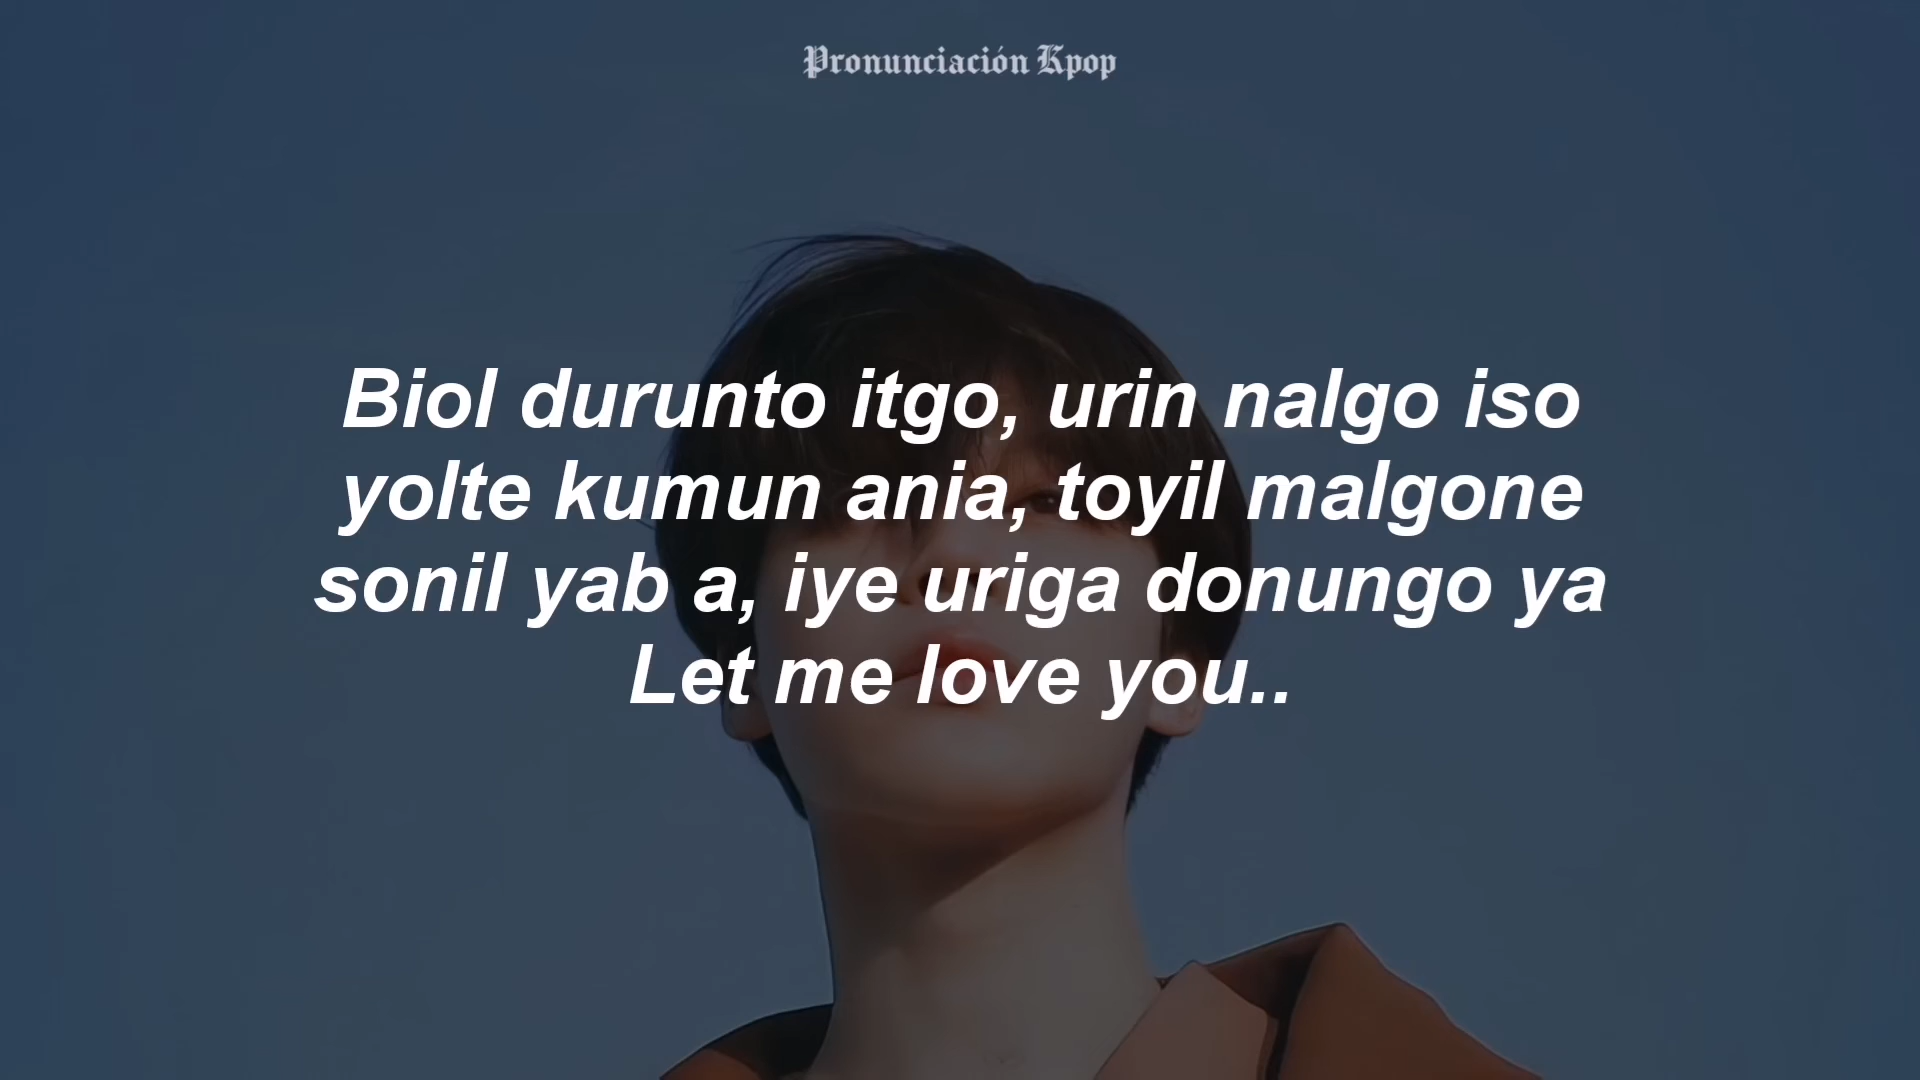 Pronunciación Kpop
Biol durunto itgo, urin nalgo iso
yolte kumun ania, toyil malgone
sonil yab a, iye uriga donungo ya
Let me love you..